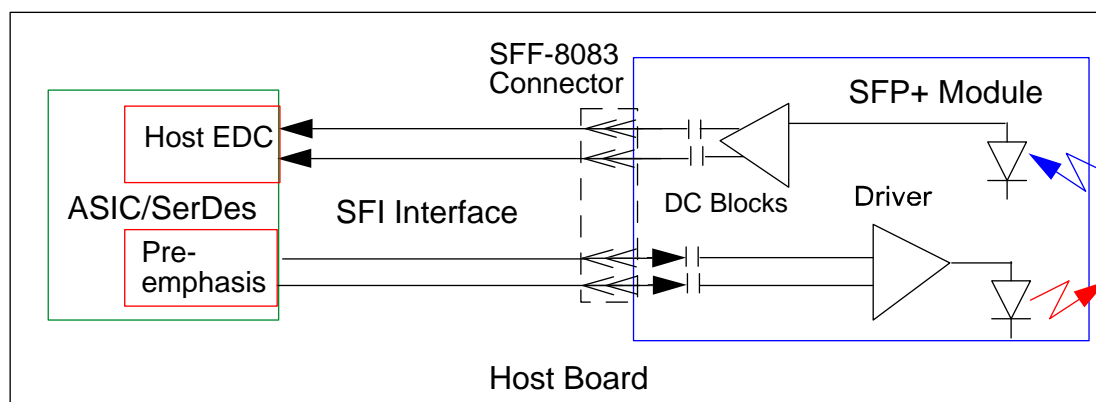 SFF-8083
Connector
SFP+ Module
Host EDC
ASIC/SerDes
SFI Interface
DC Blocks
Driver
Pre-
emphasis
Host Board